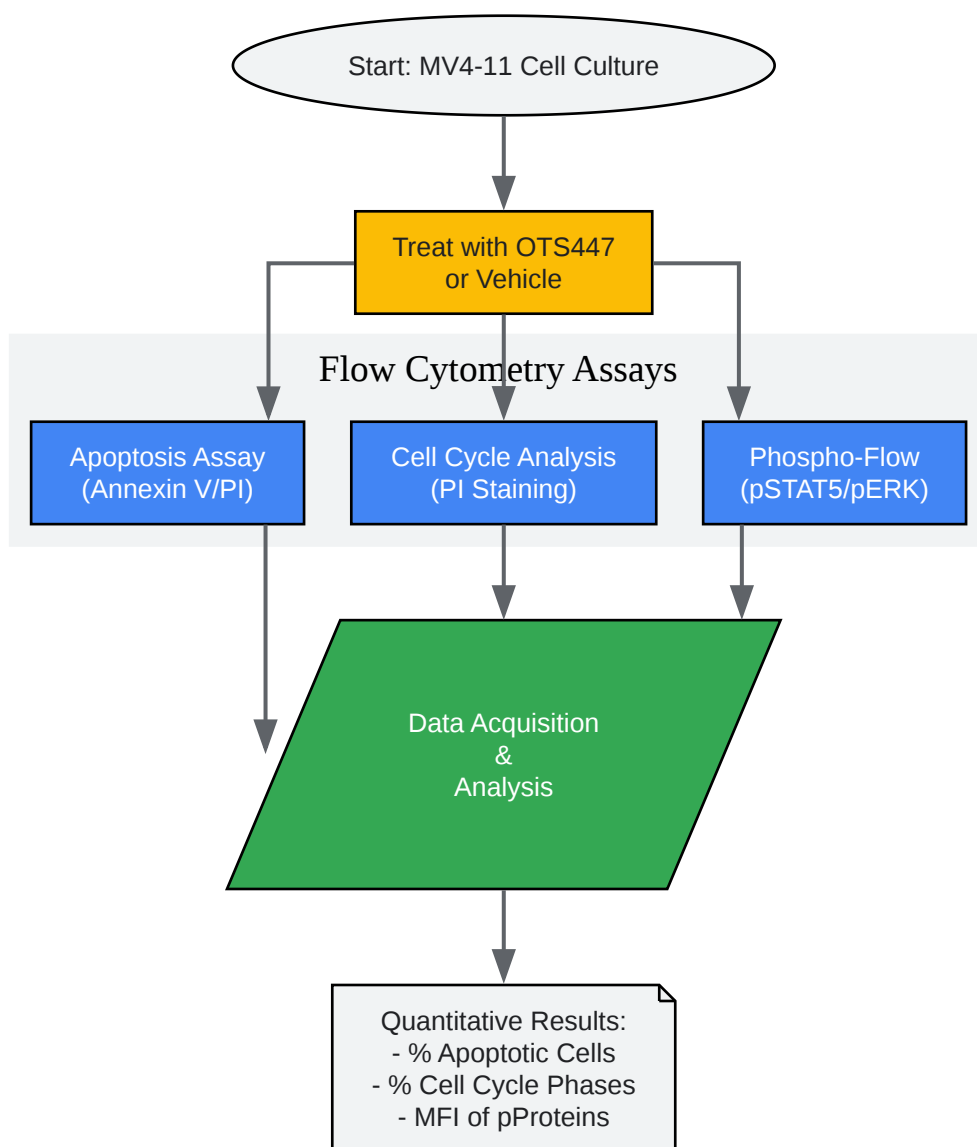 Start: MV4-11 Cell Culture
Treat with OTS447
or Vehicle
Flow Cytometry Assays
Apoptosis Assay
(Annexin V/PI)
Cell Cycle Analysis
(PI Staining)
Phospho-Flow
(pSTAT5/pERK)
Data Acquisition
&
Analysis
Quantitative Results:
- % Apoptotic Cells
- % Cell Cycle Phases
- MFI of pProteins